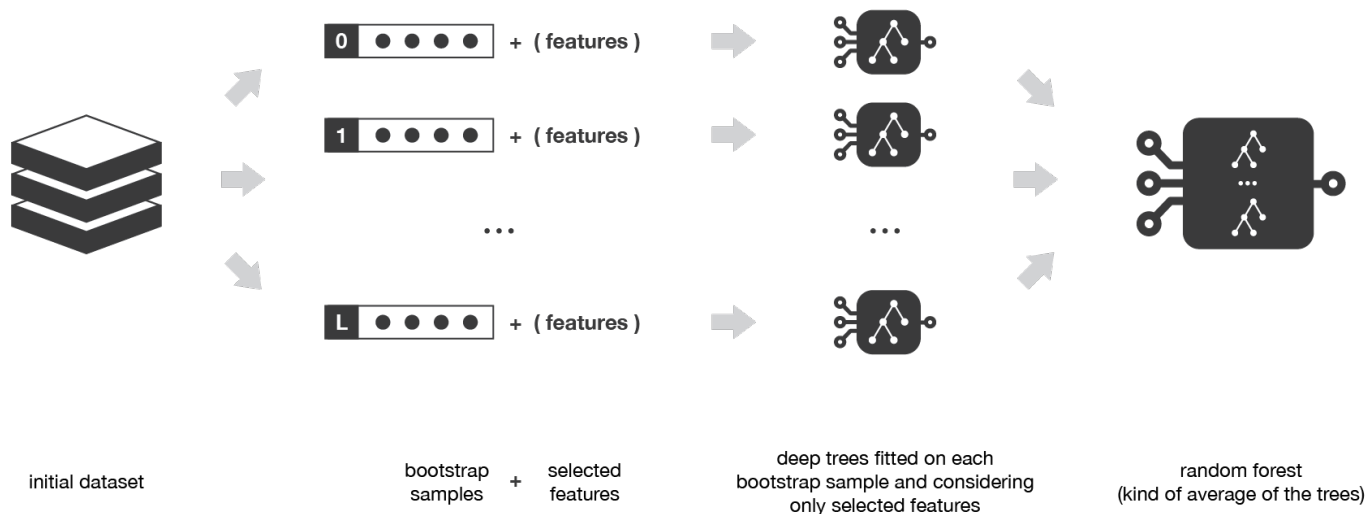 0 + ( features )
1 + ( features )
...
...
...
L + ( features )
initial dataset
bootstrap
samples
+
selected
features
deep trees fitted on each
bootstrap sample and considering
only selected features
random forest
(kind of average of the trees)